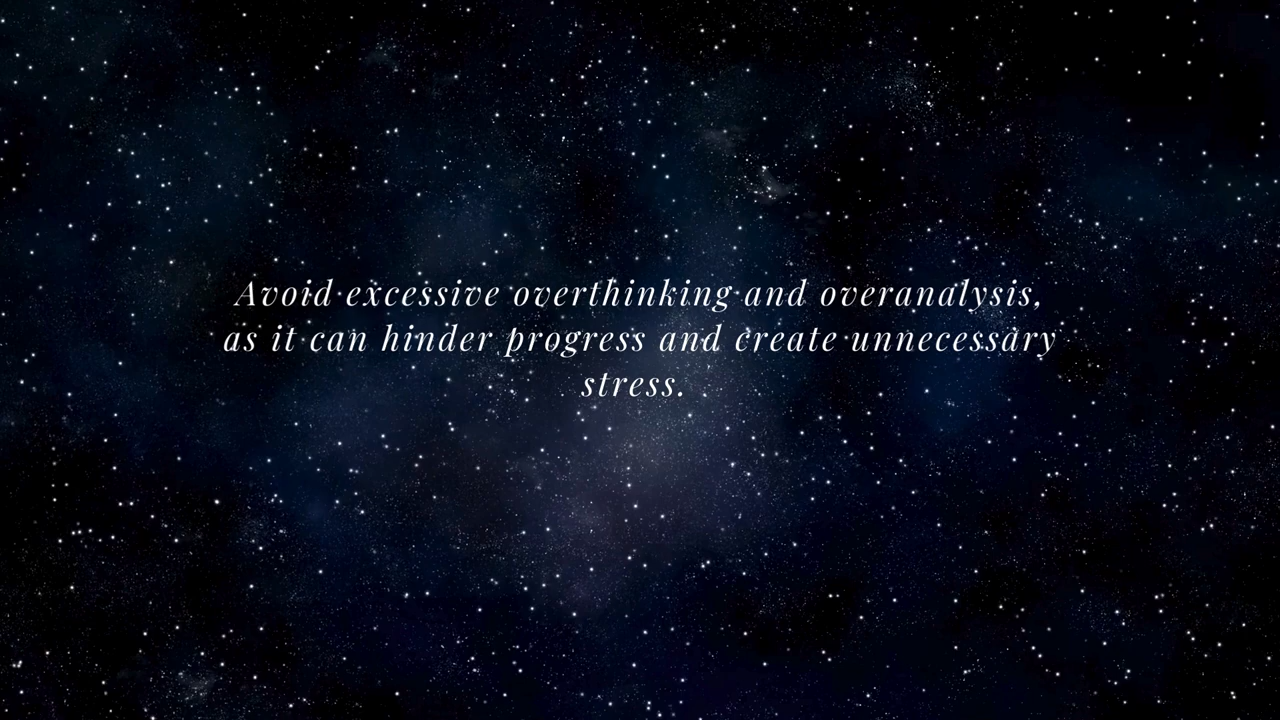 Avoid excessive overthinking and overanalysis,
as it can hinder progress and create unnecessary
stress.